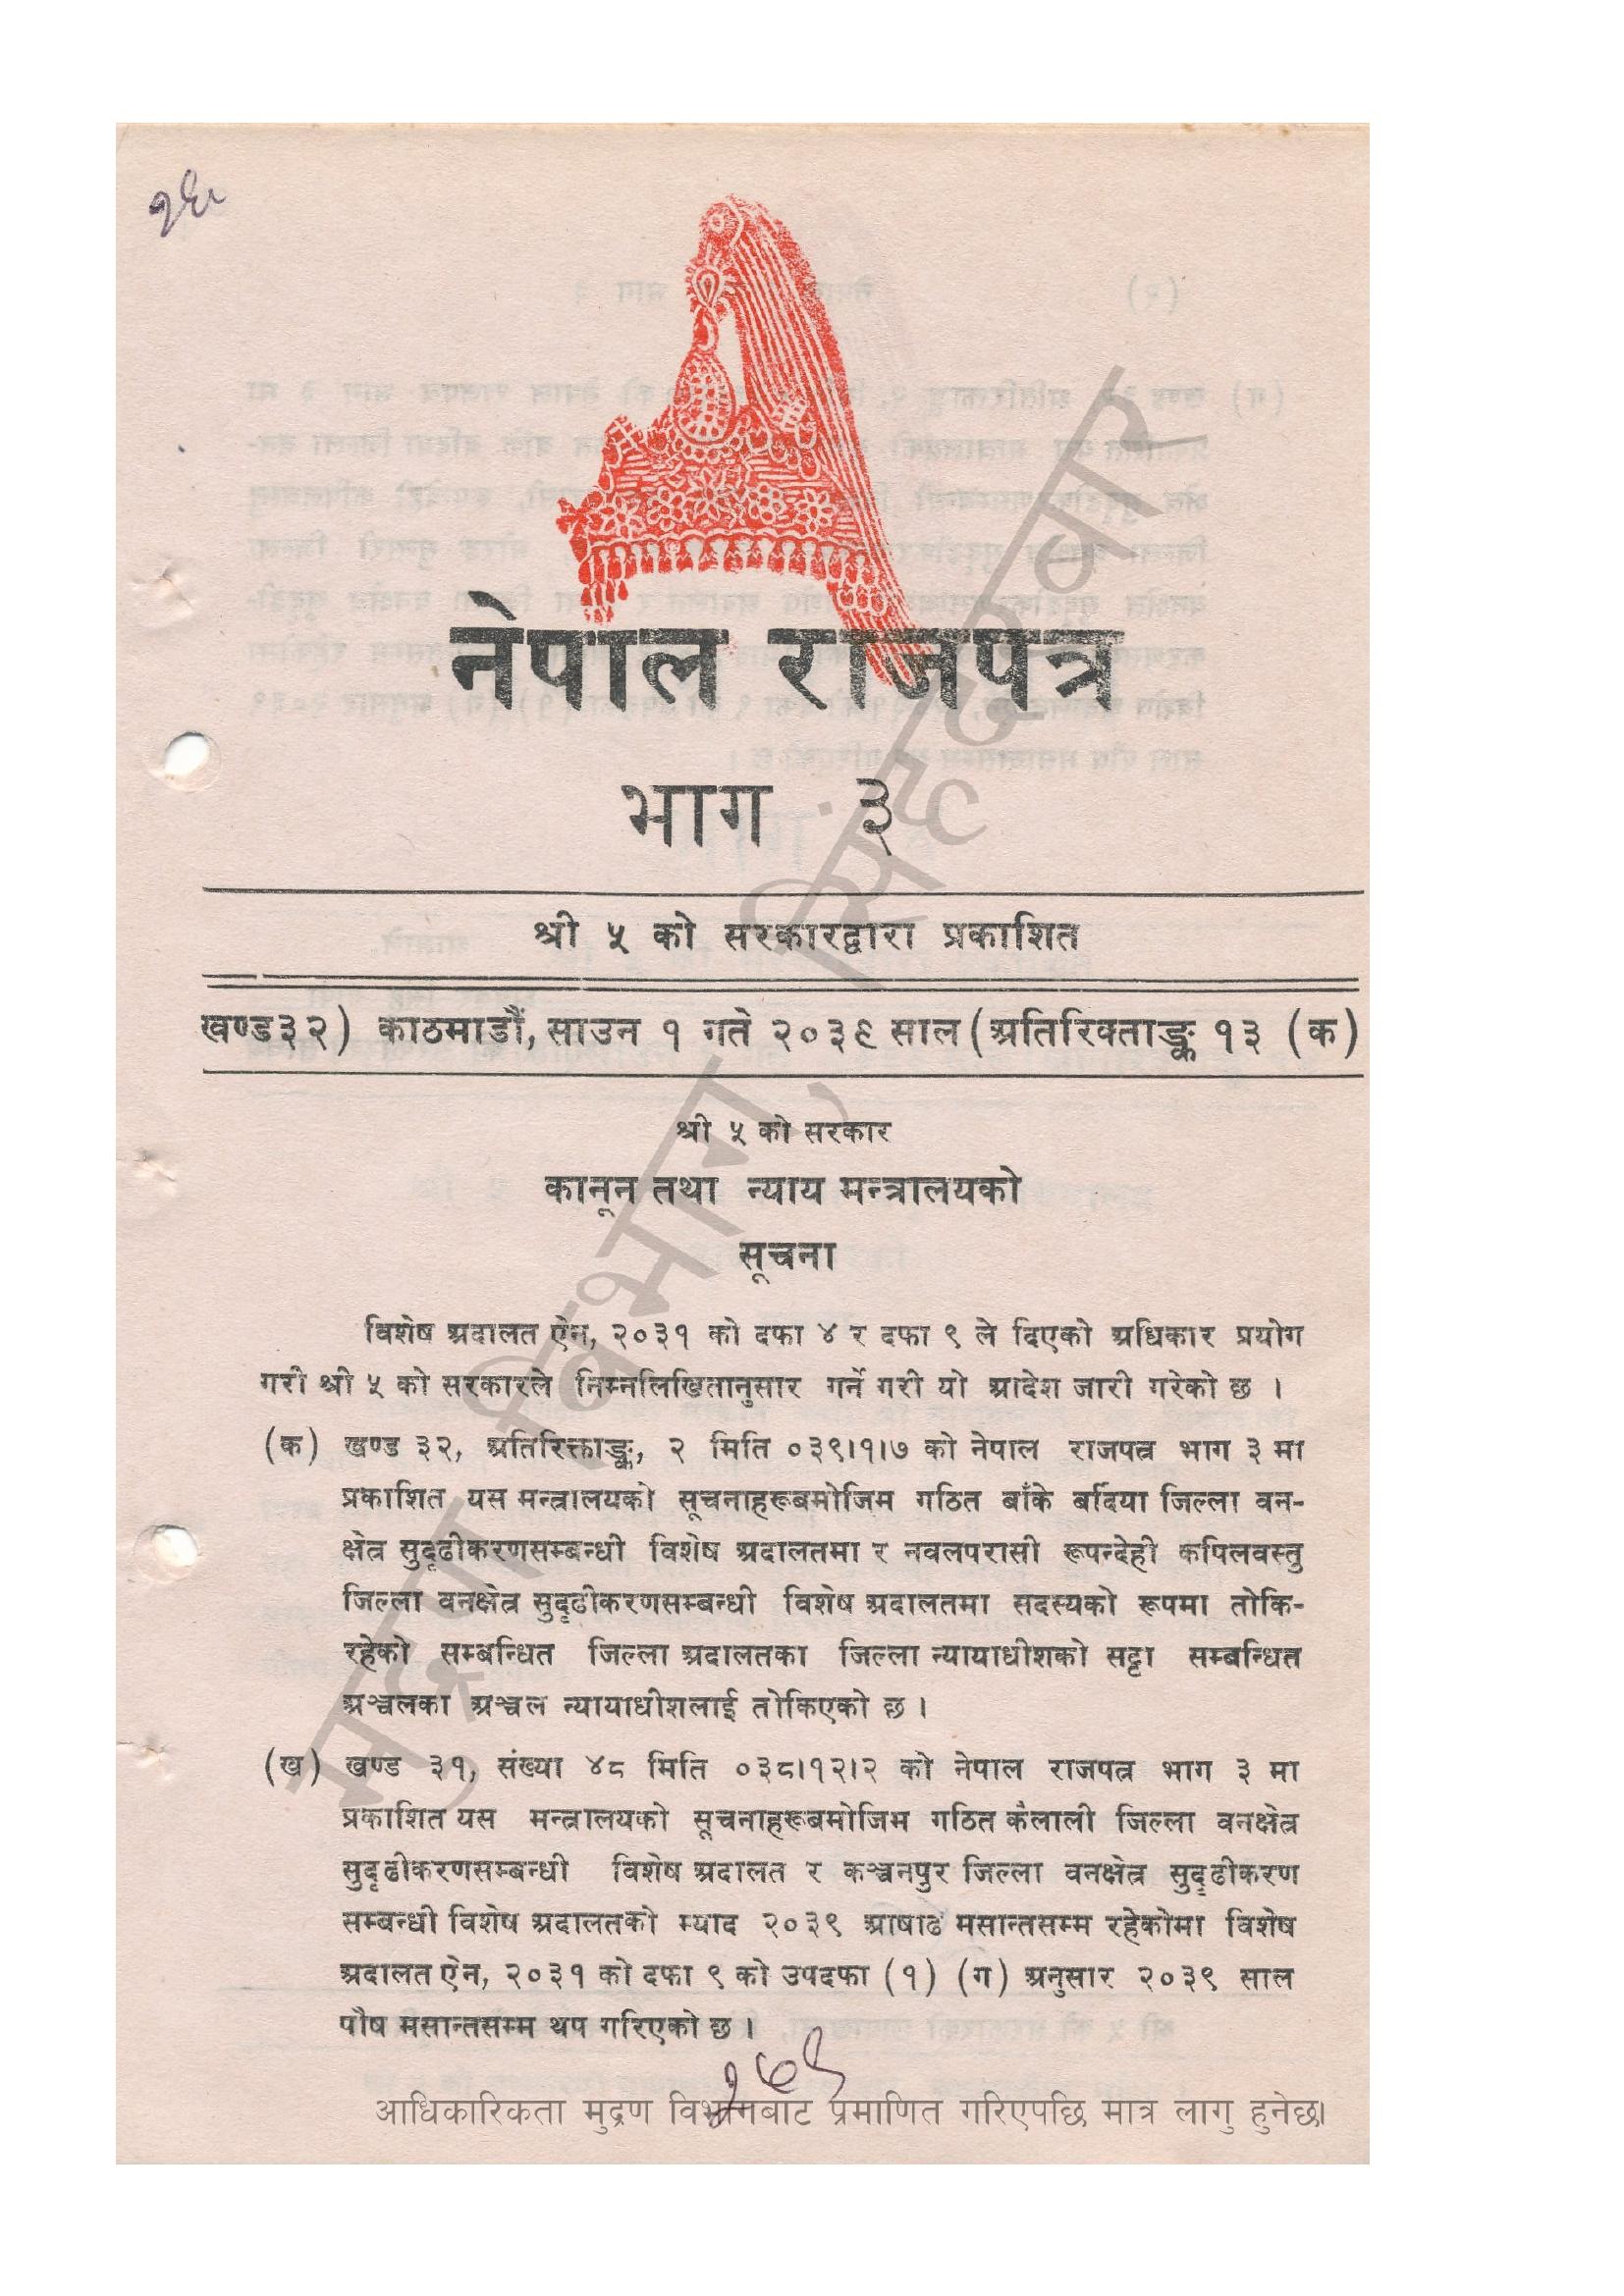 नेपाल राजपत्र
भाग ३
श्री ५ को सरकारद्वारा प्रकाशित
खण्ड ३२) काठमाडौं, साउन १ गते २०३९ साल (अतिरिक्ताङ्क १३ (क)
श्री ५ को सरकार
कानून तथा न्याय मन्त्रालयको
सूचना
विशेष अदालत ऐन, २०३१ को दफा ४ र दफा ९ ले दिएको अधिकार प्रयोग
गरी श्री ५ को सरकारले निम्नलिखितानुसार गर्ने गरी यो आदेश जारी गरेको छ ।
(क) खण्ड ३२, अतिरिक्ताङ्क, २ मिति ०३९।१।७ को नेपाल राजपत्र भाग ३ मा
प्रकाशित यस मन्त्रालयको सूचनाहरूबमोजिम गठित बाँके बर्दिया जिल्ला वन-
क्षेत्र सुदृढीकरणसम्बन्धी विशेष अदालतमा र नवलपरासी रूपन्देही कपिलवस्तु
जिल्ला वनक्षेत्र सुदृढीकरणसम्बन्धी विशेष अदालतमा सदस्यको रूपमा तोकि-
रहेको सम्बन्धित जिल्ला अदालतका जिल्ला न्यायाधीशको सट्टा सम्बन्धित
अञ्चलका अञ्चल न्यायाधीशलाई तोकिएको छ ।
(ख) खण्ड ३१, संख्या ४८ मिति ०३८।१२।२ को नेपाल राजपत्र भाग ३ मा
प्रकाशित यस मन्त्रालयको सूचनाहरूबमोजिम गठित कैलाली जिल्ला वनक्षेत्र
सुदृढीकरणसम्बन्धी विशेष अदालत र कञ्चनपुर जिल्ला वनक्षेत्र सुदृढीकरण
सम्बन्धी विशेष अदालतको म्याद २०३९ आषाढ मसान्तसम्म रहेकोमा विशेष
अदालत ऐन, २०३१ को दफा ९ को उपदफा (१) (ग) अनुसार २०३९ साल
पौष मसान्तसम्म थप गरिएको छ ।
आधिकारिकता मुद्रण विभागबाट प्रमाणित गरिएपछि मात्र लागु हुनेछ।
मुद्रण विभाग, सिंहदरबार